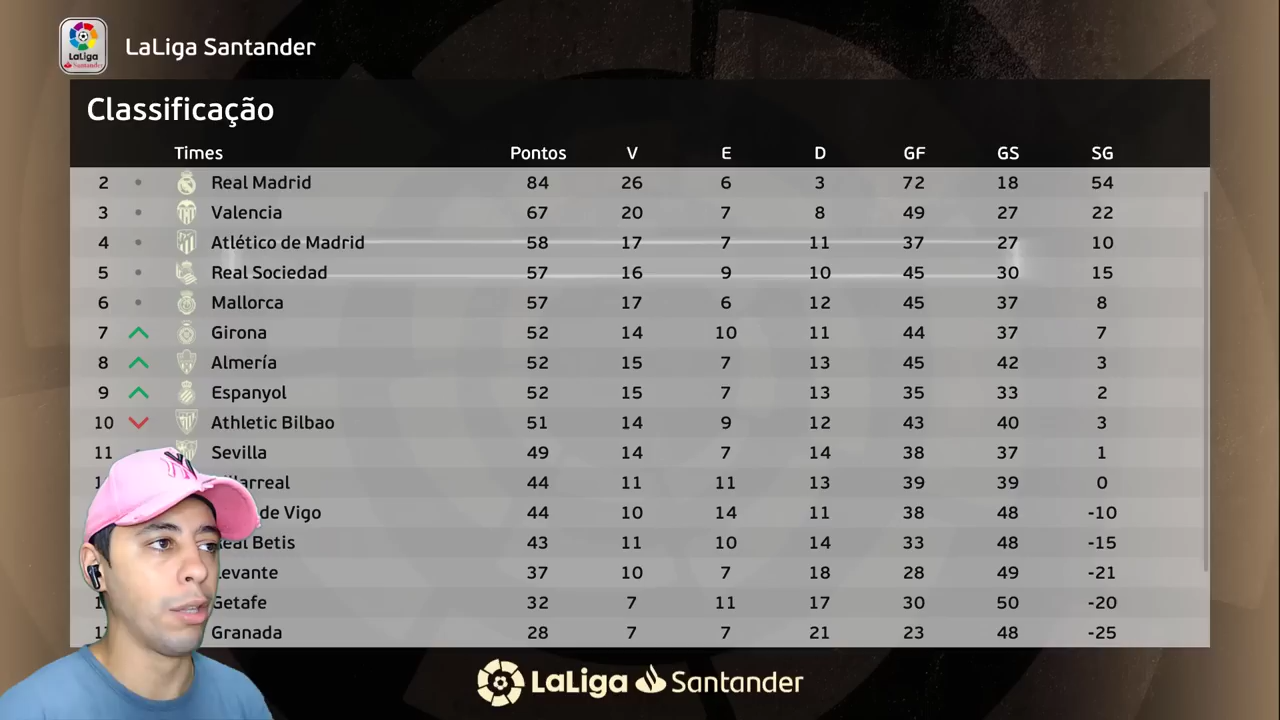 LaLiga Santander
Classificação
Times Pontos V E D GF GS SG
2 Real Madrid 84 26 6 3 72 18 54
3 Valencia 67 20 7 8 49 27 22
4 Atlético de Madrid 58 17 7 11 37 27 10
5 Real Sociedad 57 16 9 10 45 30 15
6 Mallorca 57 17 6 12 45 37 8
7 Girona 52 14 10 11 44 37 7
8 Almería 52 15 7 13 45 42 3
9 Espanyol 52 15 7 13 35 33 2
10 Athletic Bilbao 51 14 9 12 43 40 3
11 Sevilla 49 14 7 14 38 37 1
44 11 11 13 39 39 0
de Vigo 44 10 14 11 38 48 -10
Betis 43 11 10 14 33 48 -15
Levante 37 10 7 18 28 49 -21
Getafe 32 7 11 17 30 50 -20
Granada 28 7 7 21 23 48 -25
LaLiga Santander